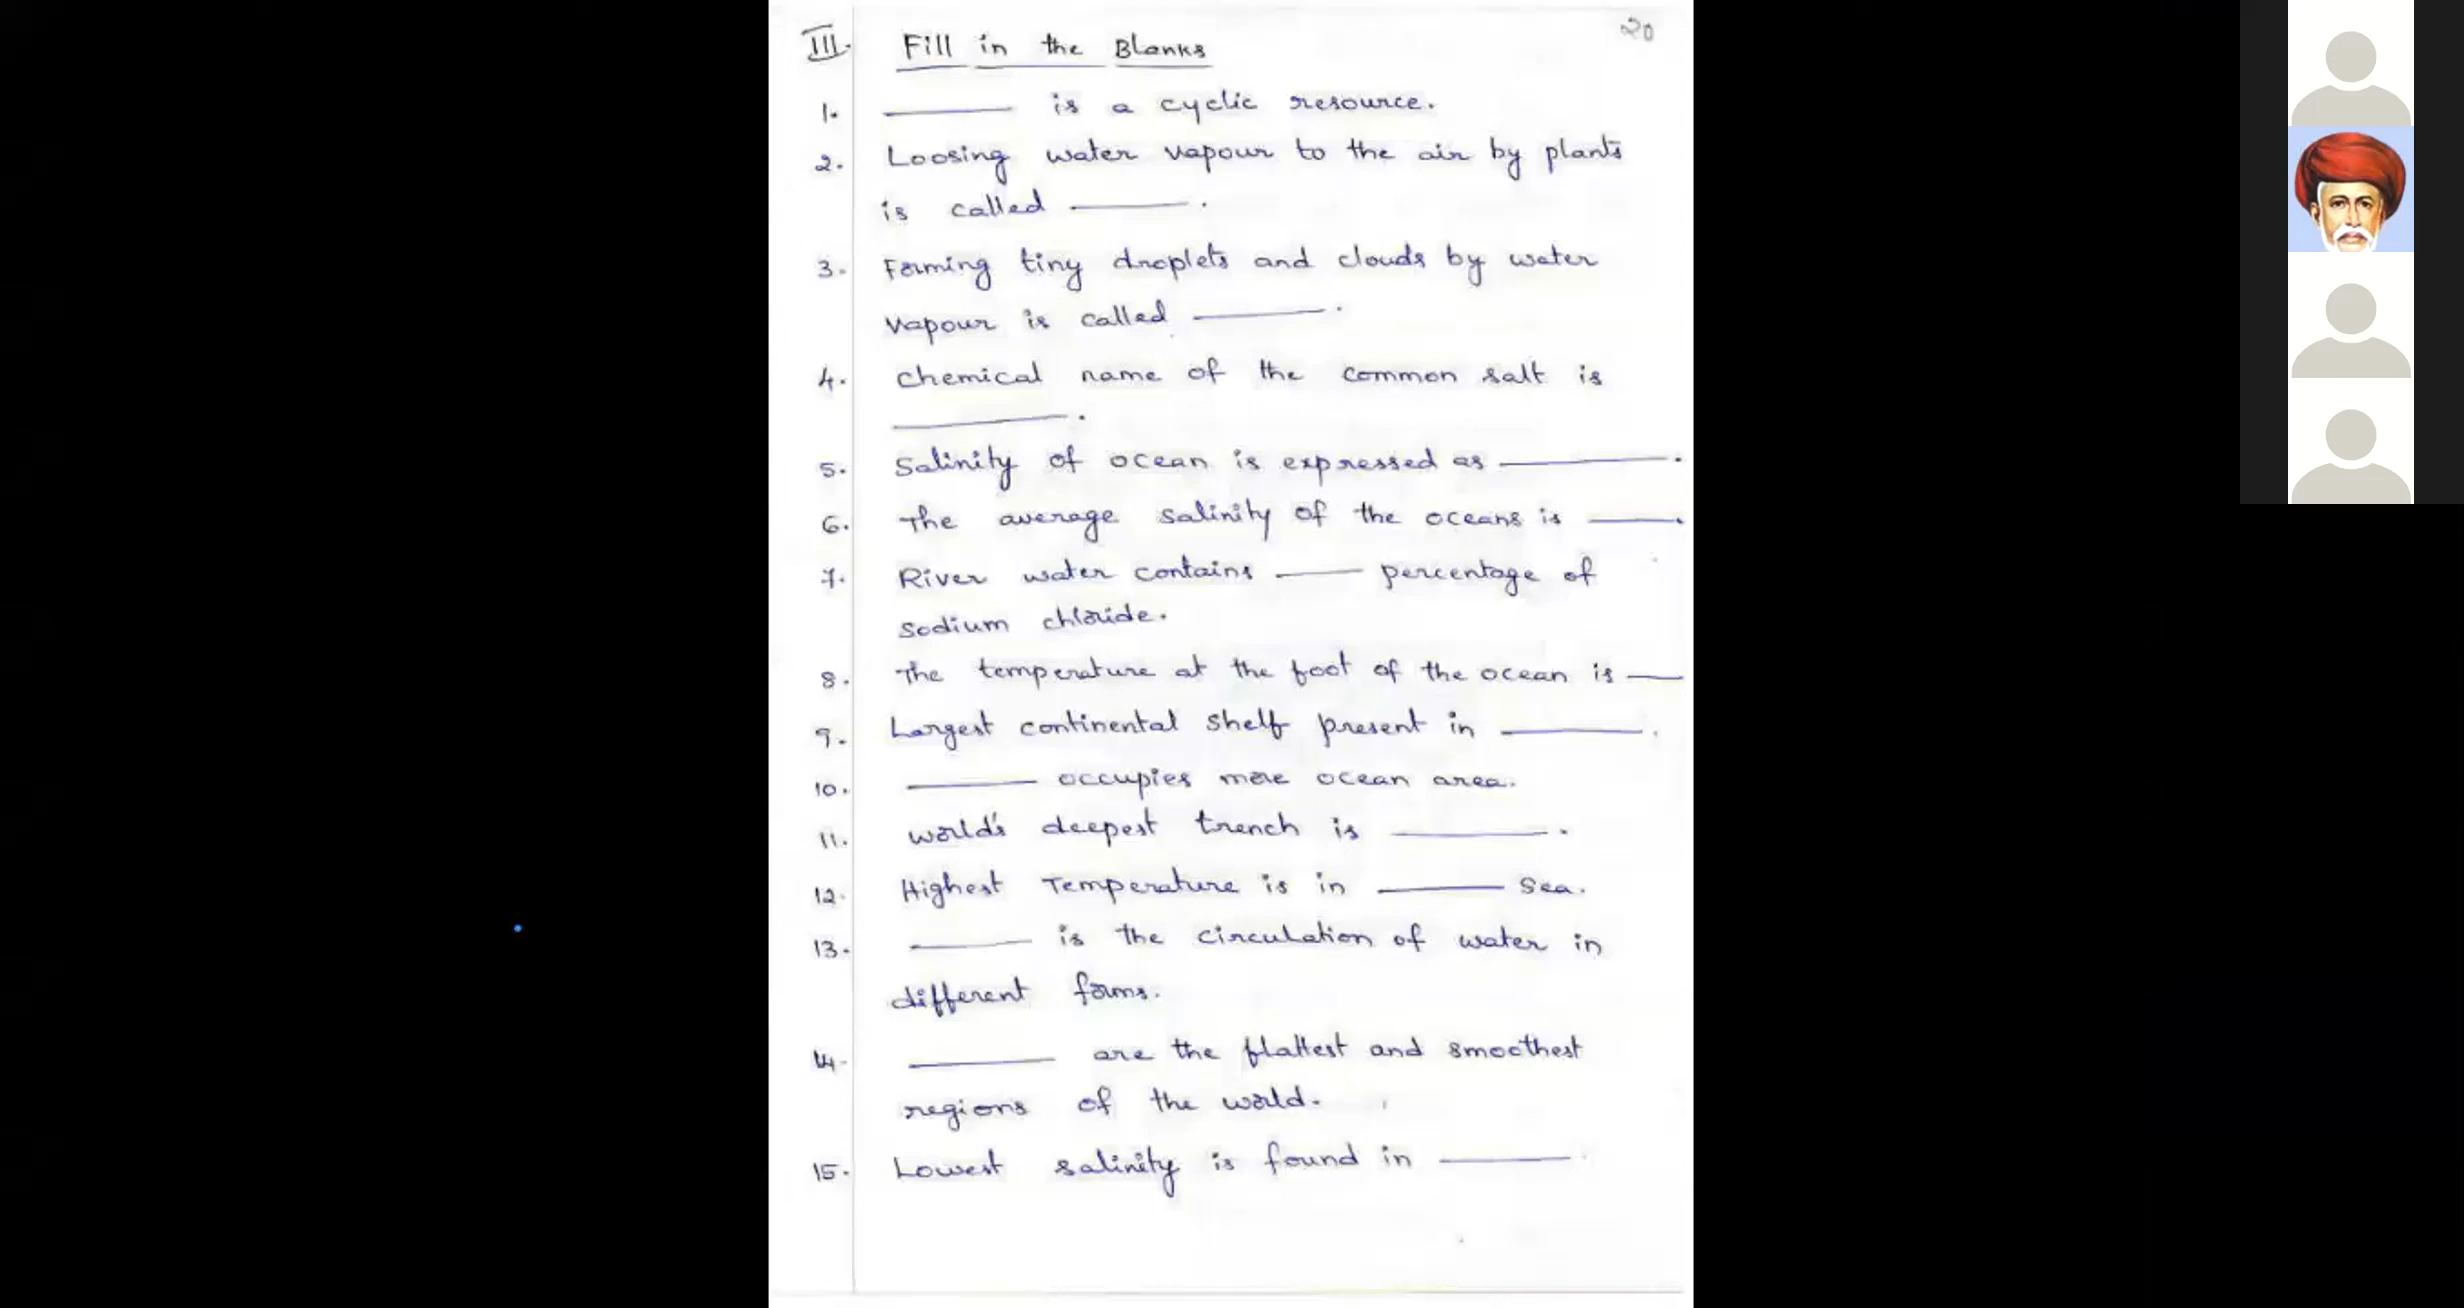 20
III. Fill in the Blanks
1. ______ is a cyclic resource.
2. Loosing water vapour to the air by plants
is called ______.
3. Forming tiny droplets and clouds by water
vapour is called ______.
4. chemical name of the common salt is
______.
5. Salinity of ocean is expressed as ______.
6. The average salinity of the oceans is ______.
7. River water contains ______ percentage of
sodium chloride.
8. The temperature at the foot of the ocean is ______
9. Largest continental shelf present in ______.
10. ______ occupies more ocean area.
11. world's deepest trench is ______.
12. Highest Temperature is in ______ Sea.
13. ______ is the circulation of water in
different forms.
14. ______ are the flattest and smoothest
regions of the world.
15. Lowest salinity is found in ______.